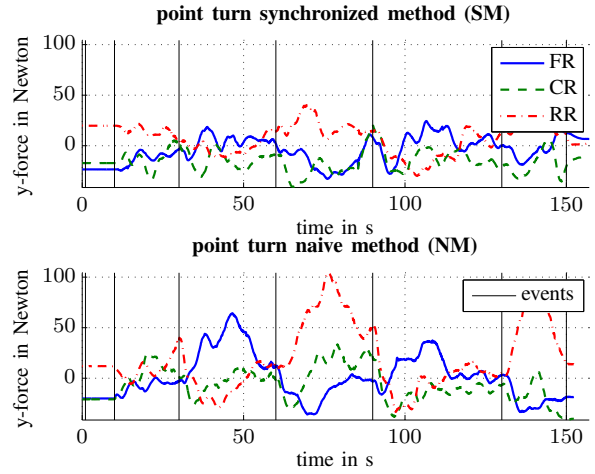 point turn synchronized method (SM)
y-force in Newton
100
50
0
FR
CR
RR
0
50
100
150
time in s
point turn naive method (NM)
y-force in Newton
100
50
0
events
0
50
100
150
time in s